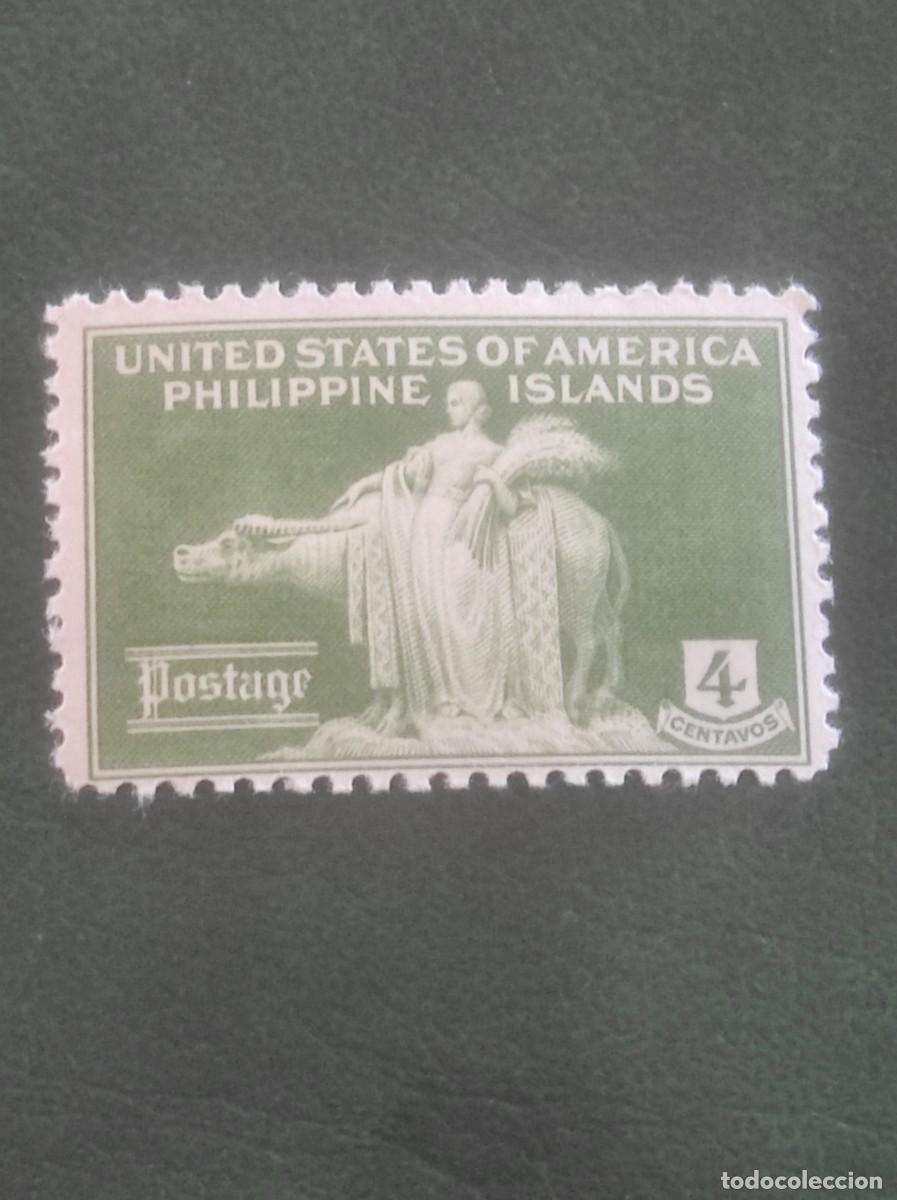 UNITED STATES OF AMERICA
PHILIPPINE ISLANDS
Postage
4
CENTAVOS
todocoleccion